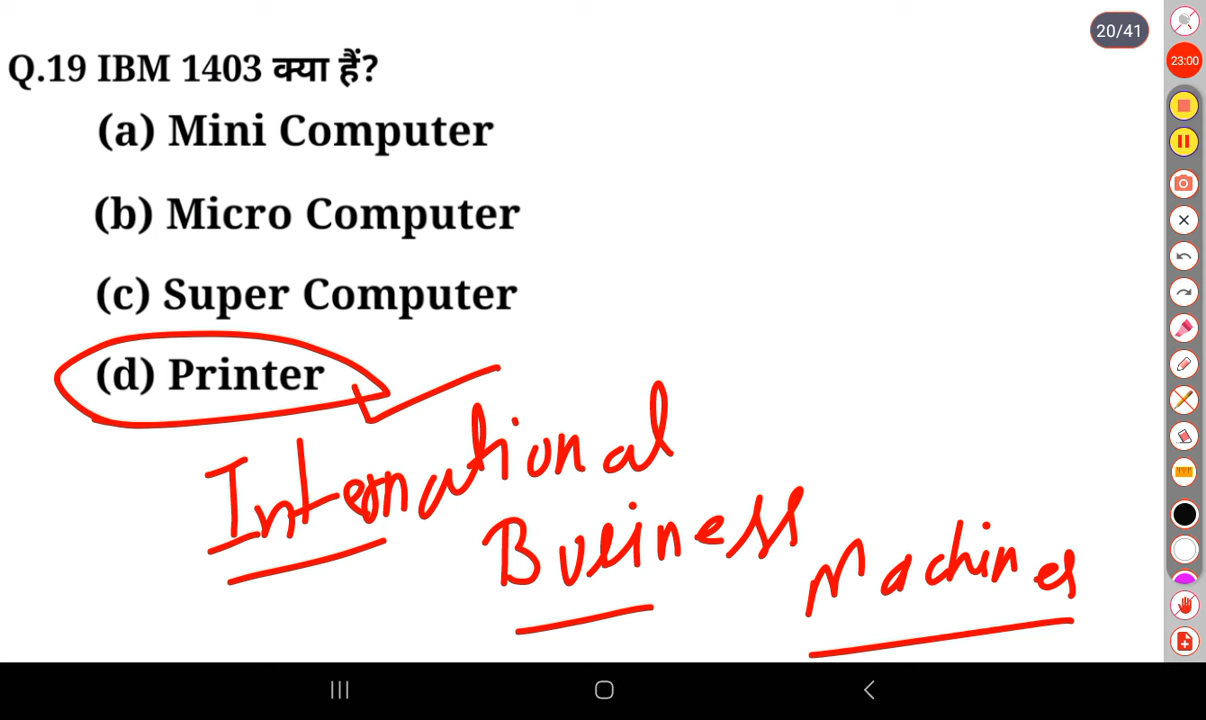 20/41
23:00
Q.19 IBM 1403 क्या हैं?
(a) Mini Computer
(b) Micro Computer
(c) Super Computer
(d) Printer
International
Business
Machines